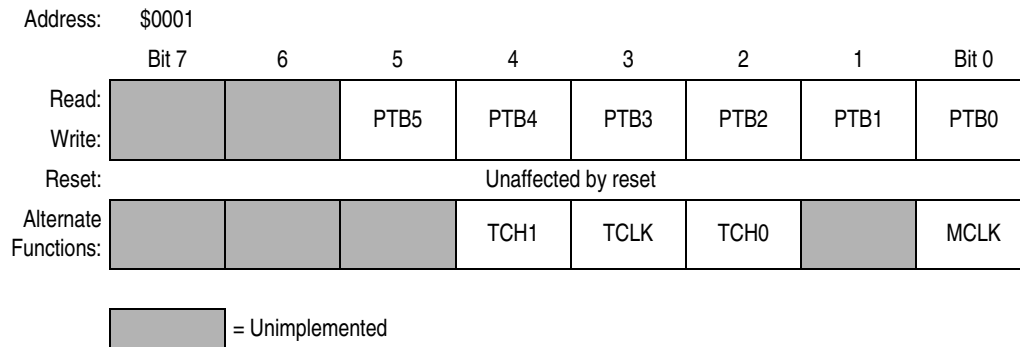 Address: $0001
Bit 7 6 5 4 3 2 1 Bit 0
Read:
PTB5 PTB4 PTB3 PTB2 PTB1 PTB0
Write:
Reset: Unaffected by reset
Alternate
Functions: TCH1 TCLK TCH0 MCLK
= Unimplemented